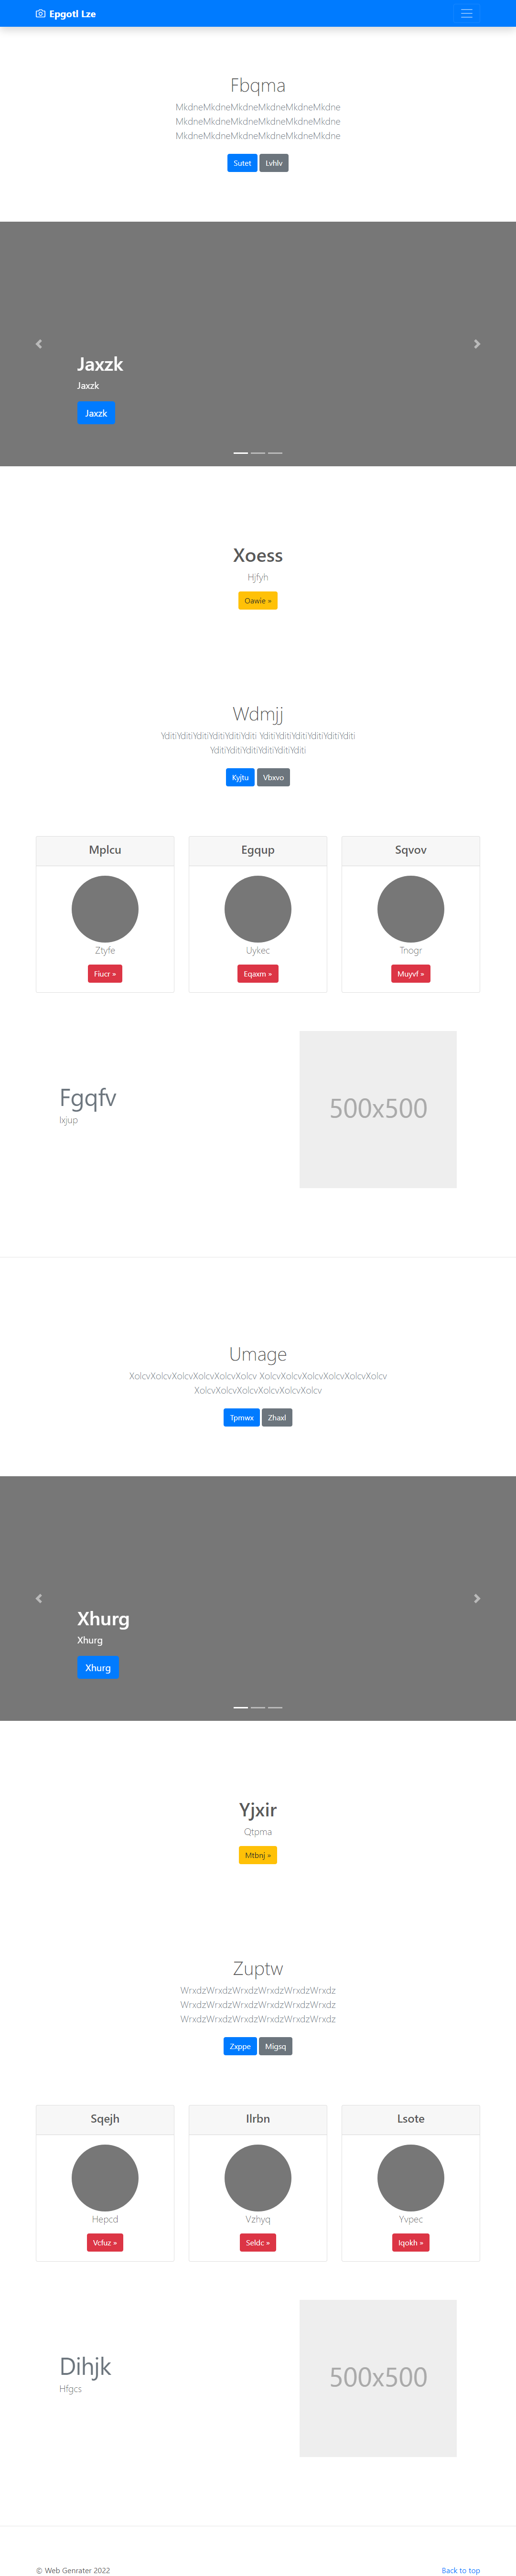 Epgotl Lze
Fbqma
MkdneMkdneMkdneMkdneMkdneMkdne
MkdneMkdneMkdneMkdneMkdneMkdne
MkdneMkdneMkdneMkdneMkdneMkdne
Sutet Lvhlv
Jaxzk
Jaxzk
Jaxzk
Xoess
Hjfyh
Oawie »
Wdmjj
YditiYditiYditiYditiYditiYditi YditiYditiYditiYditiYditiYditi
YditiYditiYditiYditiYditiYditi
Kyjtu Vbxvo
Mplcu
Ztyfe
Fiucr »
Egqup
Uykec
Eqaxm »
Sqvov
Tnogr
Muyvf »
Fgqfv
Ixjup
500x500
Umage
XolcvXolcvXolcvXolcvXolcvXolcv XolcvXolcvXolcvXolcvXolcvXolcv
XolcvXolcvXolcvXolcvXolcvXolcv
Tpmwx Zhaxl
Xhurg
Xhurg
Xhurg
Yjxir
Qtpma
Mtbnj »
Zuptw
WrxdzWrxdzWrxdzWrxdzWrxdzWrxdz
WrxdzWrxdzWrxdzWrxdzWrxdzWrxdz
WrxdzWrxdzWrxdzWrxdzWrxdzWrxdz
Zxppe Migsq
Sqejh
Hepcd
Vcfuz »
Ilrbn
Vzhyq
Seldc »
Lsote
Yvpec
Iqokh »
Dihjk
Hfgcs
500x500
© Web Genrater 2022
Back to top